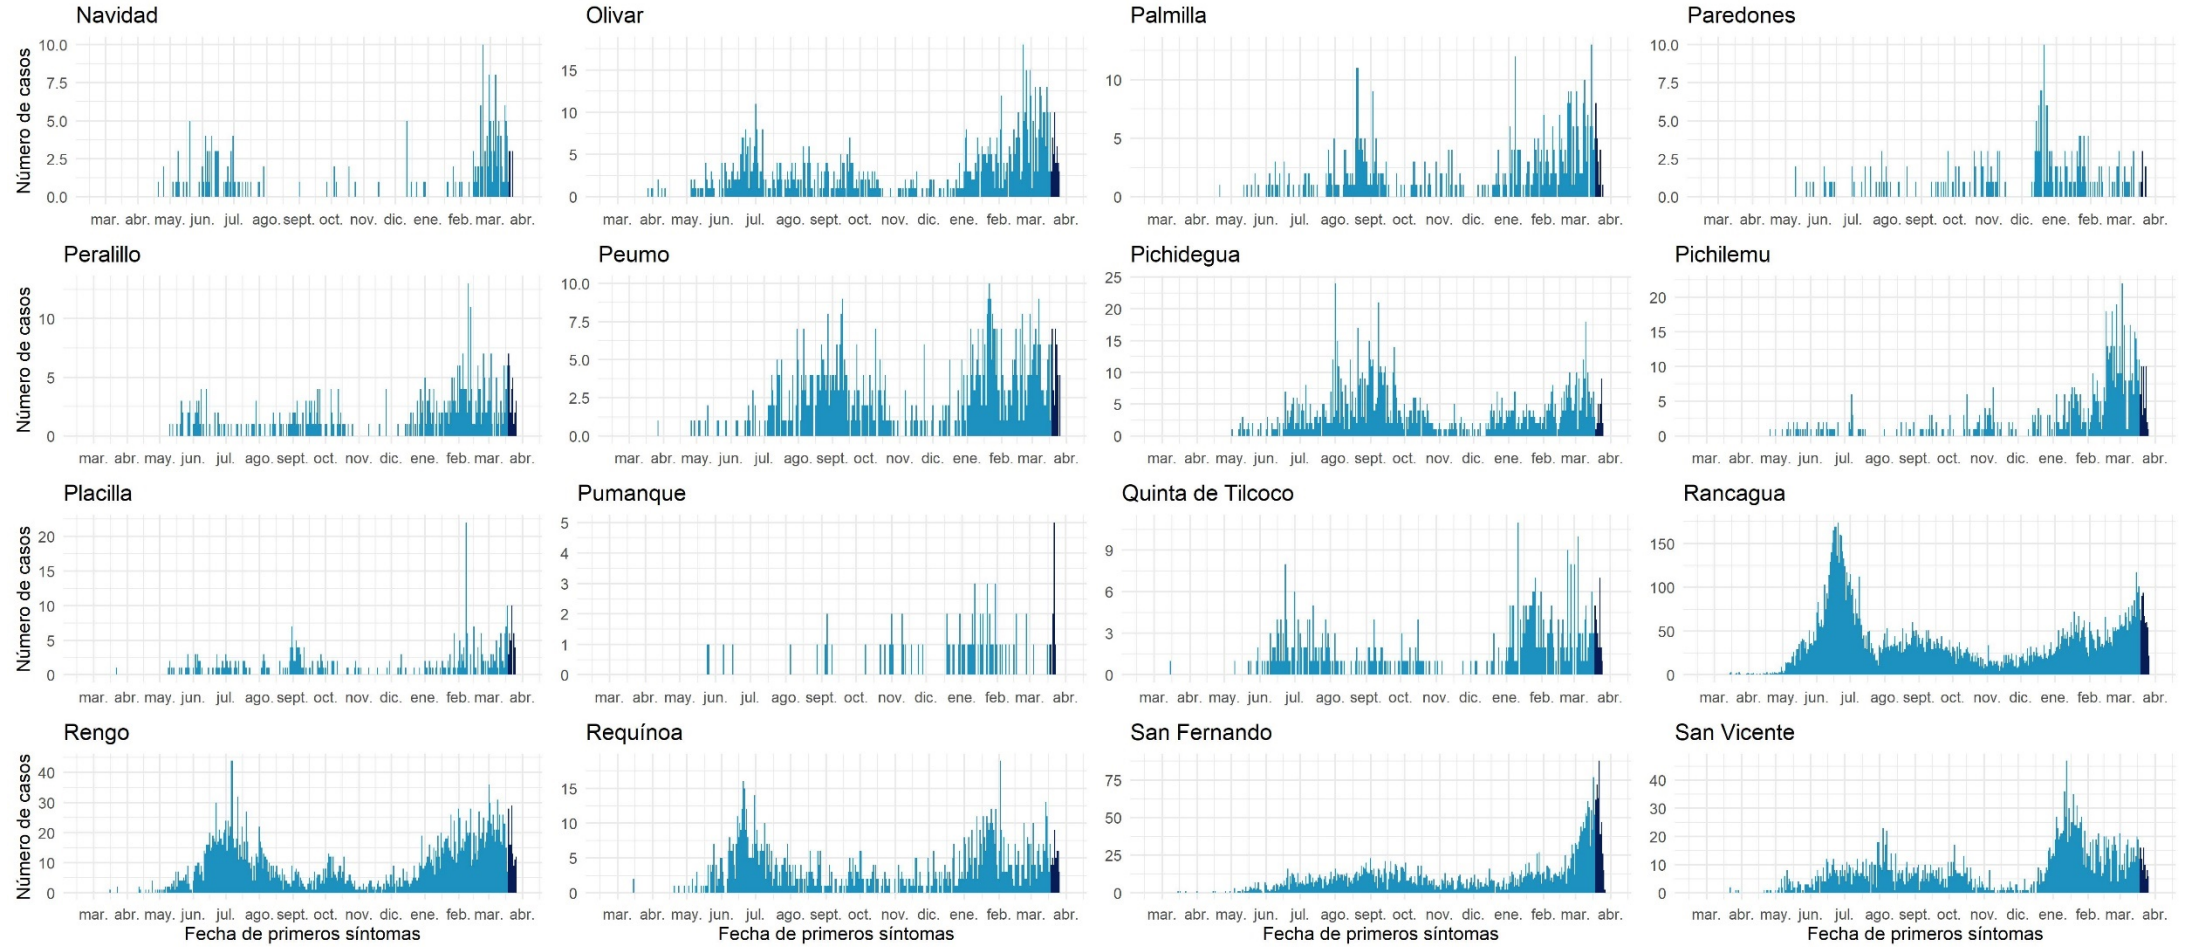 Navidad
Olivar
Palmilla
Paredones
Número de casos
10.0
7.5
5.0
2.5
0.0
15
10
5
0
10
5
0
10.0
7.5
5.0
2.5
0.0
mar. abr. may. jun. jul. ago. sept. oct. nov. dic. ene. feb. mar. abr.
mar. abr. may. jun. jul. ago. sept. oct. nov. dic. ene. feb. mar. abr.
mar. abr. may. jun. jul. ago. sept. oct. nov. dic. ene. feb. mar. abr.
mar. abr. may. jun. jul. ago. sept. oct. nov. dic. ene. feb. mar. abr.
Peralillo
Peumo
Pichidegua
Pichilemu
Número de casos
10
5
0
10.0
7.5
5.0
2.5
0.0
25
20
15
10
5
0
20
15
10
5
0
mar. abr. may. jun. jul. ago. sept. oct. nov. dic. ene. feb. mar. abr.
mar. abr. may. jun. jul. ago. sept. oct. nov. dic. ene. feb. mar. abr.
mar. abr. may. jun. jul. ago. sept. oct. nov. dic. ene. feb. mar. abr.
mar. abr. may. jun. jul. ago. sept. oct. nov. dic. ene. feb. mar. abr.
Placilla
Pumanque
Quinta de Tilcoco
Rancagua
Número de casos
20
15
10
5
0
5
4
3
2
1
0
9
6
3
0
150
100
50
0
mar. abr. may. jun. jul. ago. sept. oct. nov. dic. ene. feb. mar. abr.
mar. abr. may. jun. jul. ago. sept. oct. nov. dic. ene. feb. mar. abr.
mar. abr. may. jun. jul. ago. sept. oct. nov. dic. ene. feb. mar. abr.
mar. abr. may. jun. jul. ago. sept. oct. nov. dic. ene. feb. mar. abr.
Rengo
Requínoa
San Fernando
San Vicente
Número de casos
40
30
20
10
0
15
10
5
0
75
50
25
0
40
30
20
10
0
mar. abr. may. jun. jul. ago. sept. oct. nov. dic. ene. feb. mar. abr.
mar. abr. may. jun. jul. ago. sept. oct. nov. dic. ene. feb. mar. abr.
mar. abr. may. jun. jul. ago. sept. oct. nov. dic. ene. feb. mar. abr.
mar. abr. may. jun. jul. ago. sept. oct. nov. dic. ene. feb. mar. abr.
Fecha de primeros síntomas
Fecha de primeros síntomas
Fecha de primeros síntomas
Fecha de primeros síntomas